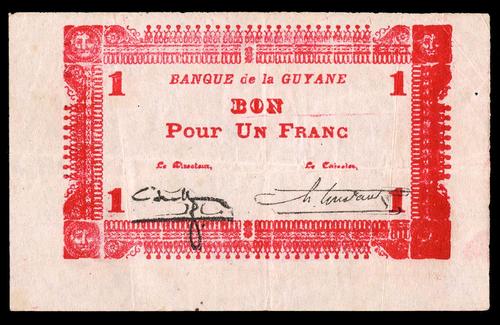 1 1
BANQUE de la GUYANE
BON
Pour Un Franc
Le Directeur, Le Caissier,
1 1